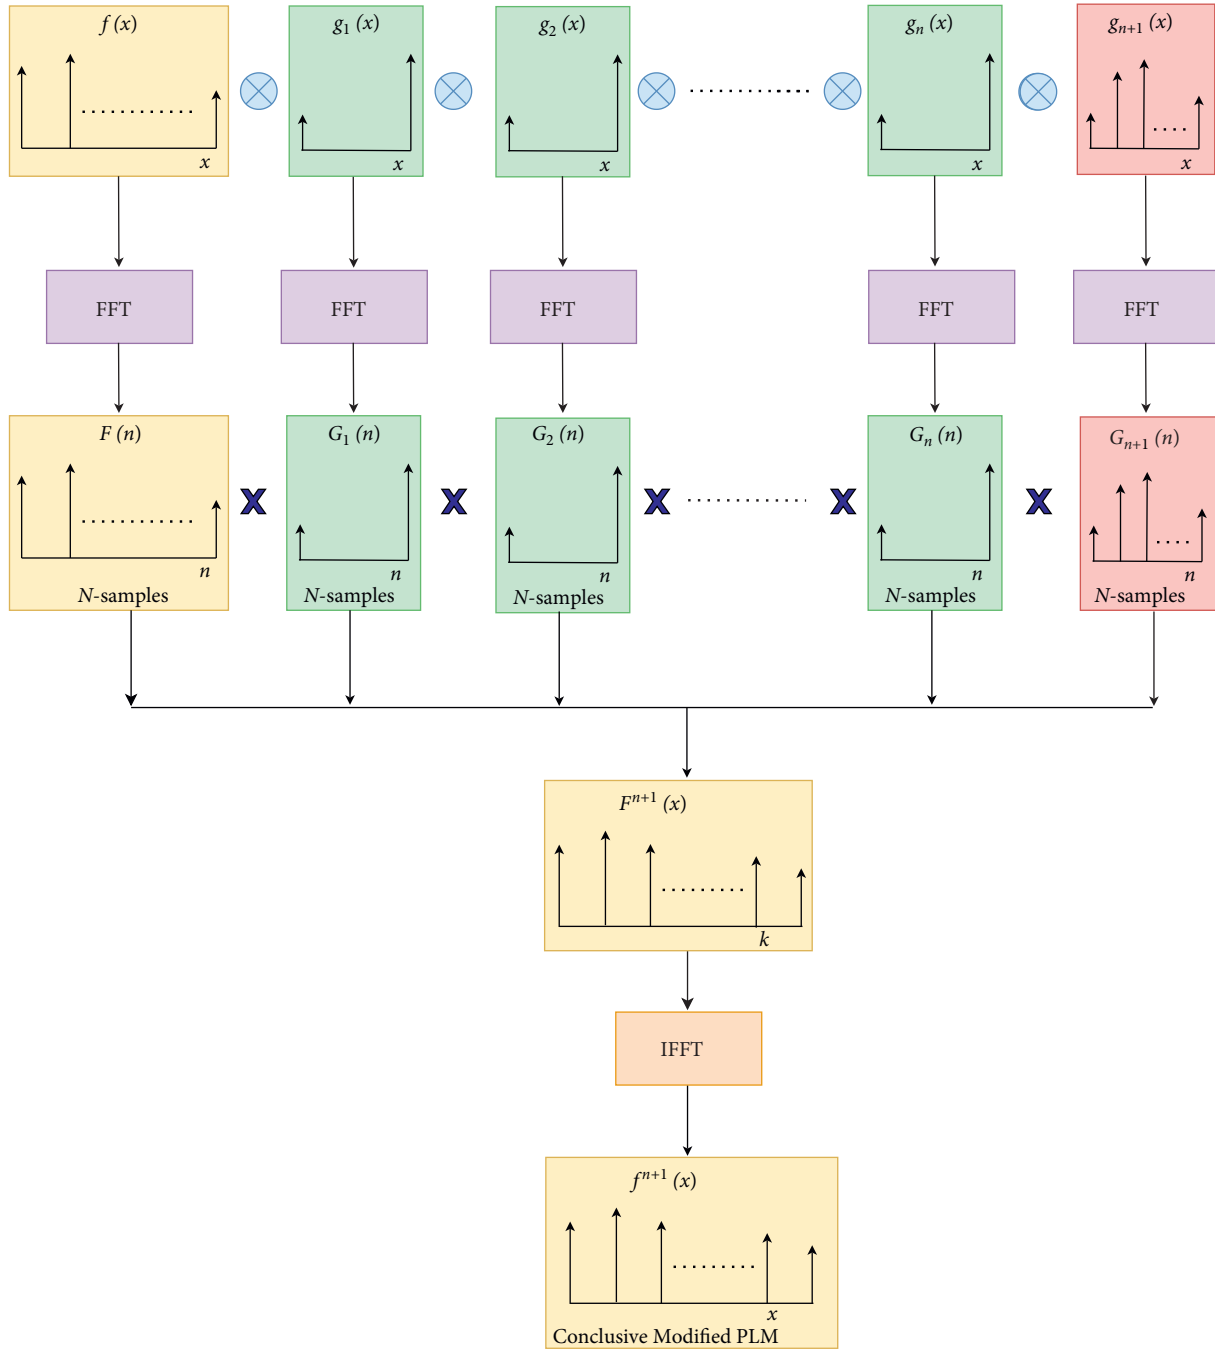 f (x) g₁ (x) g₂ (x) gₙ (x) gₙ₊₁ (x)
x x x x x
FFT FFT FFT FFT FFT
F (n) G₁ (n) G₂ (n) Gₙ (n) Gₙ₊₁ (n)
X X X X
n n n n n
N-samples N-samples N-samples N-samples N-samples
Fⁿ⁺¹ (x)
k
IFFT
fⁿ⁺¹ (x)
x
Conclusive Modified PLM